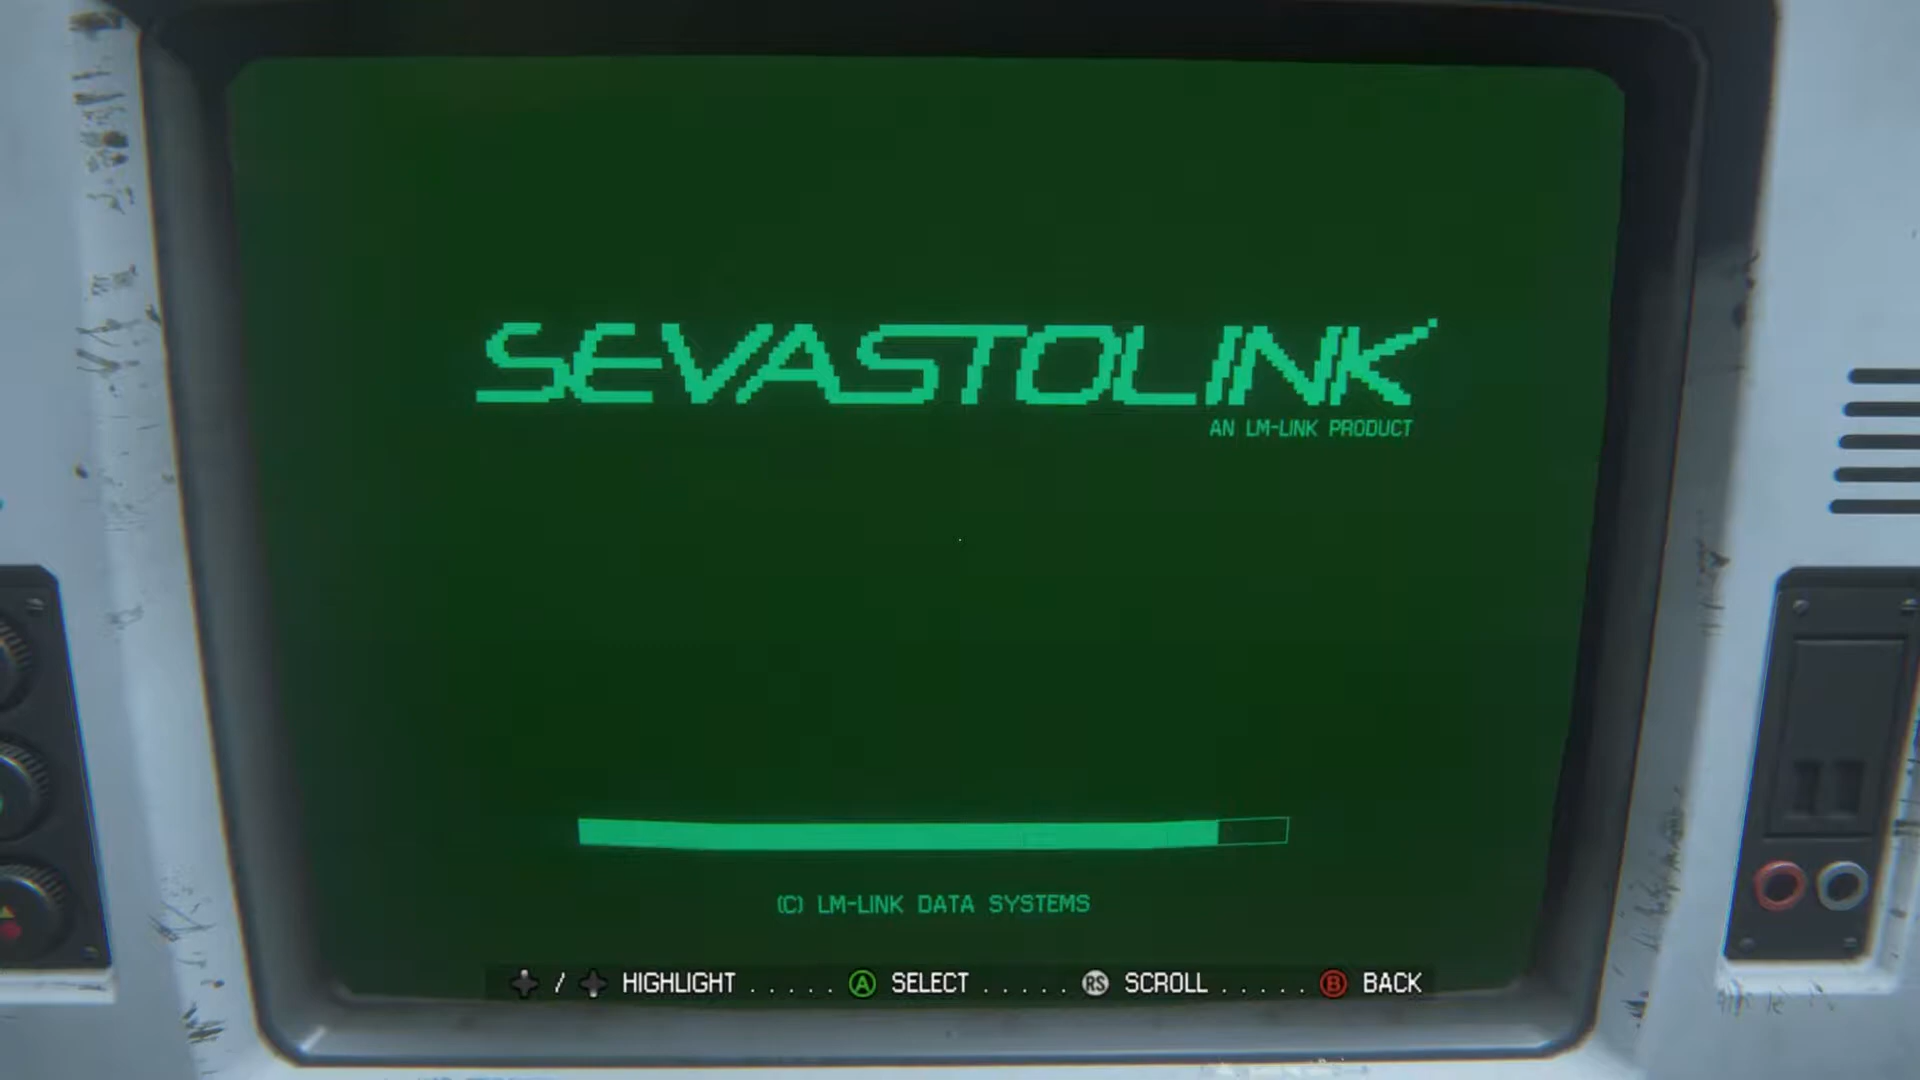 SEVASTOLINK
AN LM-LINK PRODUCT
(C) LM-LINK DATA SYSTEMS
/ HIGHLIGHT ..... A SELECT ..... RS SCROLL ..... B BACK